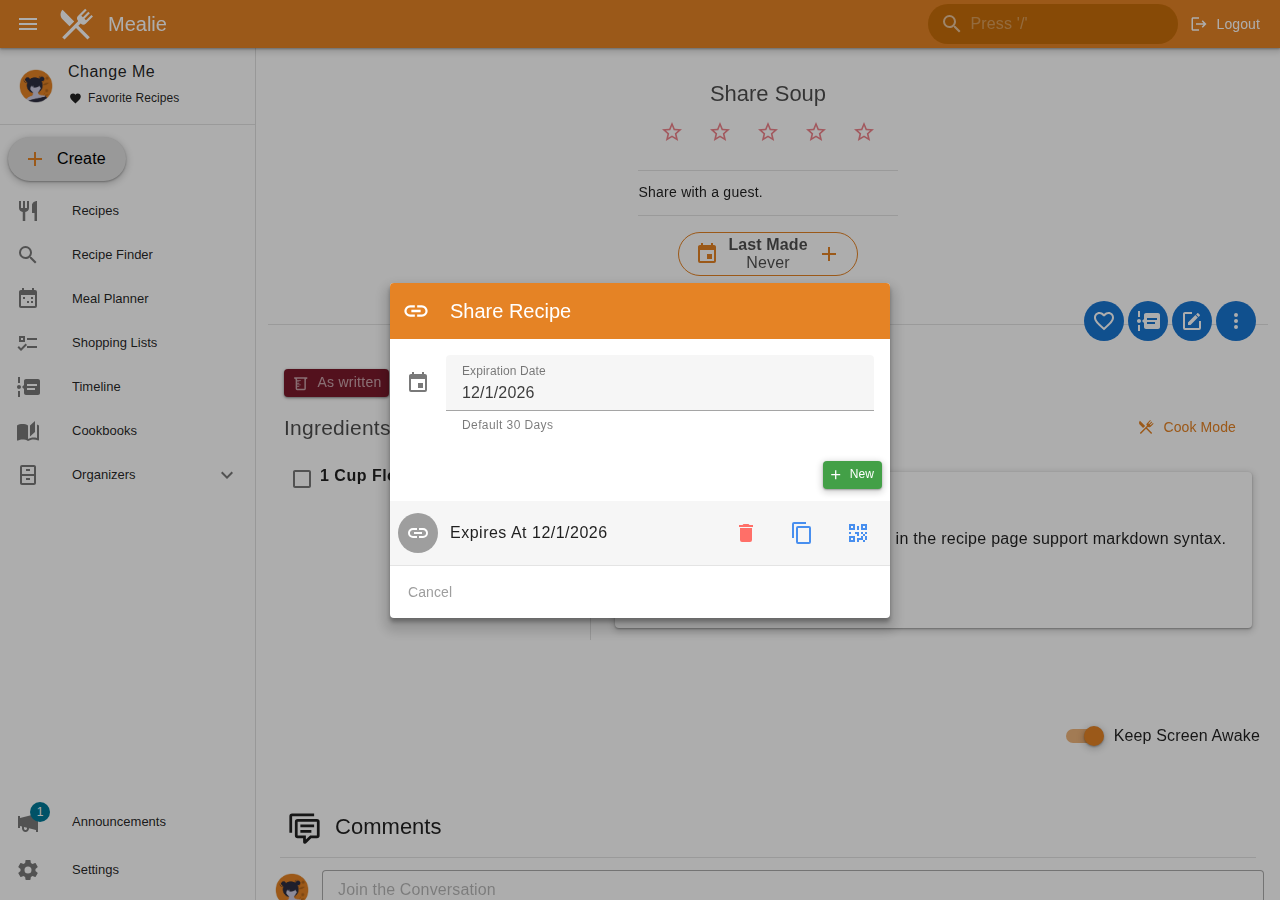 Mealie
Press '/'
Logout
Change Me
Favorite Recipes
Create
Recipes
Recipe Finder
Meal Planner
Shopping Lists
Timeline
Cookbooks
Organizers
1
Announcements
Settings
Share Soup
Share with a guest.
Last Made
Never
As written
Ingredients
Cook Mode
1 Cup
in the recipe page support markdown syntax.
Share Recipe
Expiration Date
12/1/2026
Default 30 Days
New
Expires At 12/1/2026
Cancel
Keep Screen Awake
Comments
Join the Conversation